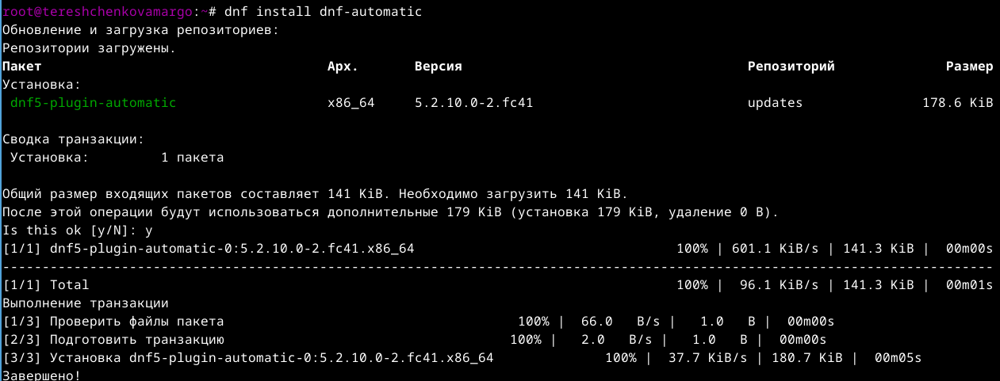 root@tereshchenkovamargo:~# dnf install dnf-automatic
Обновление и загрузка репозиториев:
Репозитории загружены.
Пакет Арх. Версия Репозиторий Размер
Установка:
dnf5-plugin-automatic x86_64 5.2.10.0-2.fc41 updates 178.6 KiB
Сводка транзакции:
Установка: 1 пакета
Общий размер входящих пакетов составляет 141 KiB. Необходимо загрузить 141 KiB.
После этой операции будут использоваться дополнительные 179 KiB (установка 179 KiB, удаление 0 B).
Is this ok [y/N]: y
[1/1] dnf5-plugin-automatic-0:5.2.10.0-2.fc41.x86_64 100% | 601.1 KiB/s | 141.3 KiB | 00m00s
-----------------------------------------------------------------------------------------------------------------------------
[1/1] Total 100% | 96.1 KiB/s | 141.3 KiB | 00m01s
Выполнение транзакции
[1/3] Проверить файлы пакета 100% | 66.0 B/s | 1.0 B | 00m00s
[2/3] Подготовить транзакцию 100% | 2.0 B/s | 1.0 B | 00m00s
[3/3] Установка dnf5-plugin-automatic-0:5.2.10.0-2.fc41.x86_64 100% | 37.7 KiB/s | 180.7 KiB | 00m05s
Завершено!